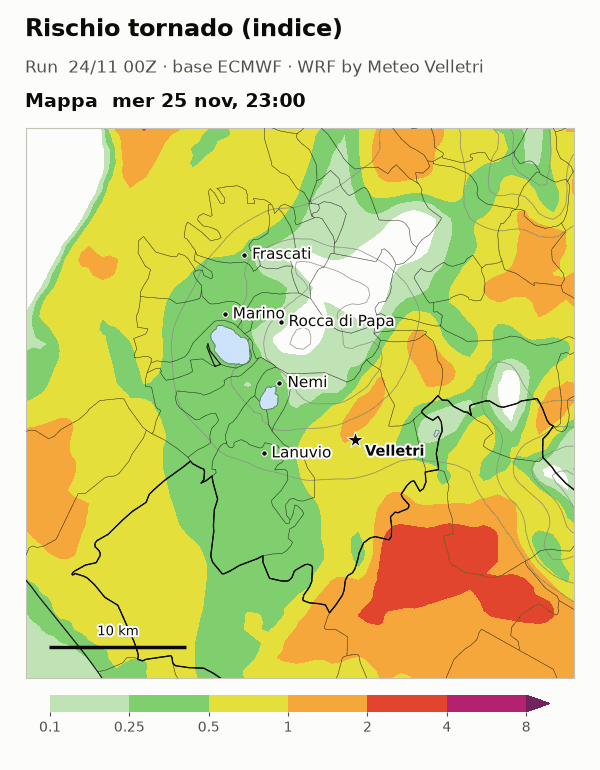 Rischio tornado (indice)
Run  24/11 00Z · base ECMWF · WRF by Meteo Velletri
Mappa  mer 25 nov, 23:00
Frascati
Marino
Rocca di Papa
Nemi
Velletri
Lanuvio
10 km
0.1 0.25 0.5 1 2 4 8